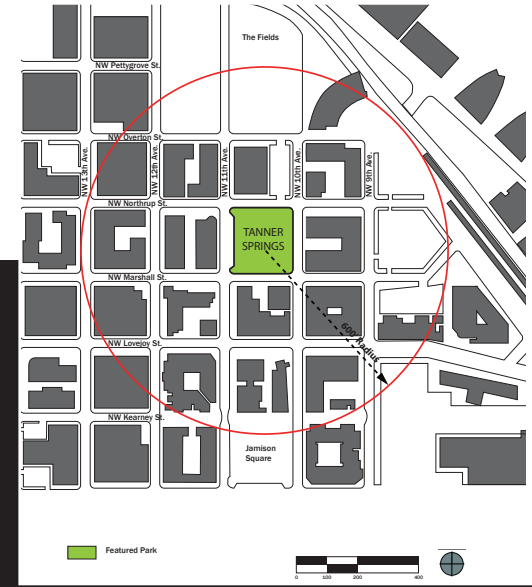 The Fields
NW Pettygrove St.
NW Overton St.
NW 13th Ave.
NW 12th Ave.
NW 11th Ave.
NW 10th Ave.
NW 9th Ave.
NW Northrup St.
TANNER
SPRINGS
NW Marshall St.
600' Radius
NW Lovejoy St.
NW Kearney St.
Jamison
Square
Featured Park
0 100 200 400